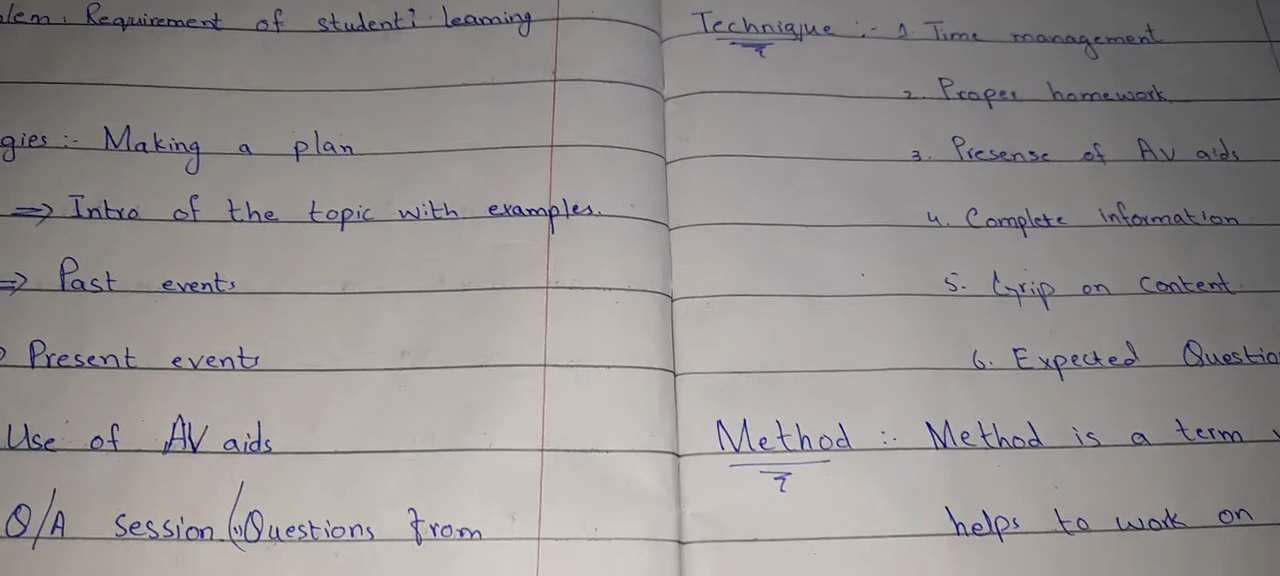 lem: Requirement of students learning
gies :- Making a plan
=> Intro of the topic with examples.
=> Past events
Present events
Use of AV aids
Q/A session (Questions from
Technique :- 1. Time management
2. Proper homework
3. Presense of AV aids
4. Complete information
5. Grip on content
6. Expected Questio
Method :- Method is a term
helps to work on